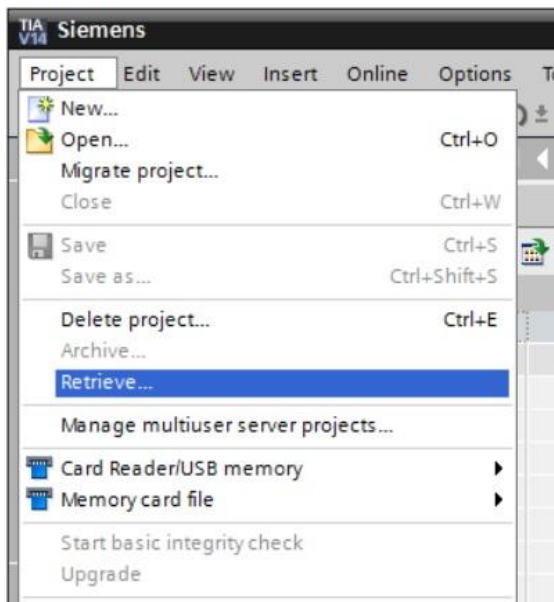 TIA V14 Siemens
Project Edit View Insert Online Options
New...
Open... Ctrl+O
Migrate project...
Close Ctrl+W
Save Ctrl+S
Save as... Ctrl+Shift+S
Delete project... Ctrl+E
Archive...
Retrieve...
Manage multiuser server projects...
Card Reader/USB memory
Memory card file
Start basic integrity check
Upgrade